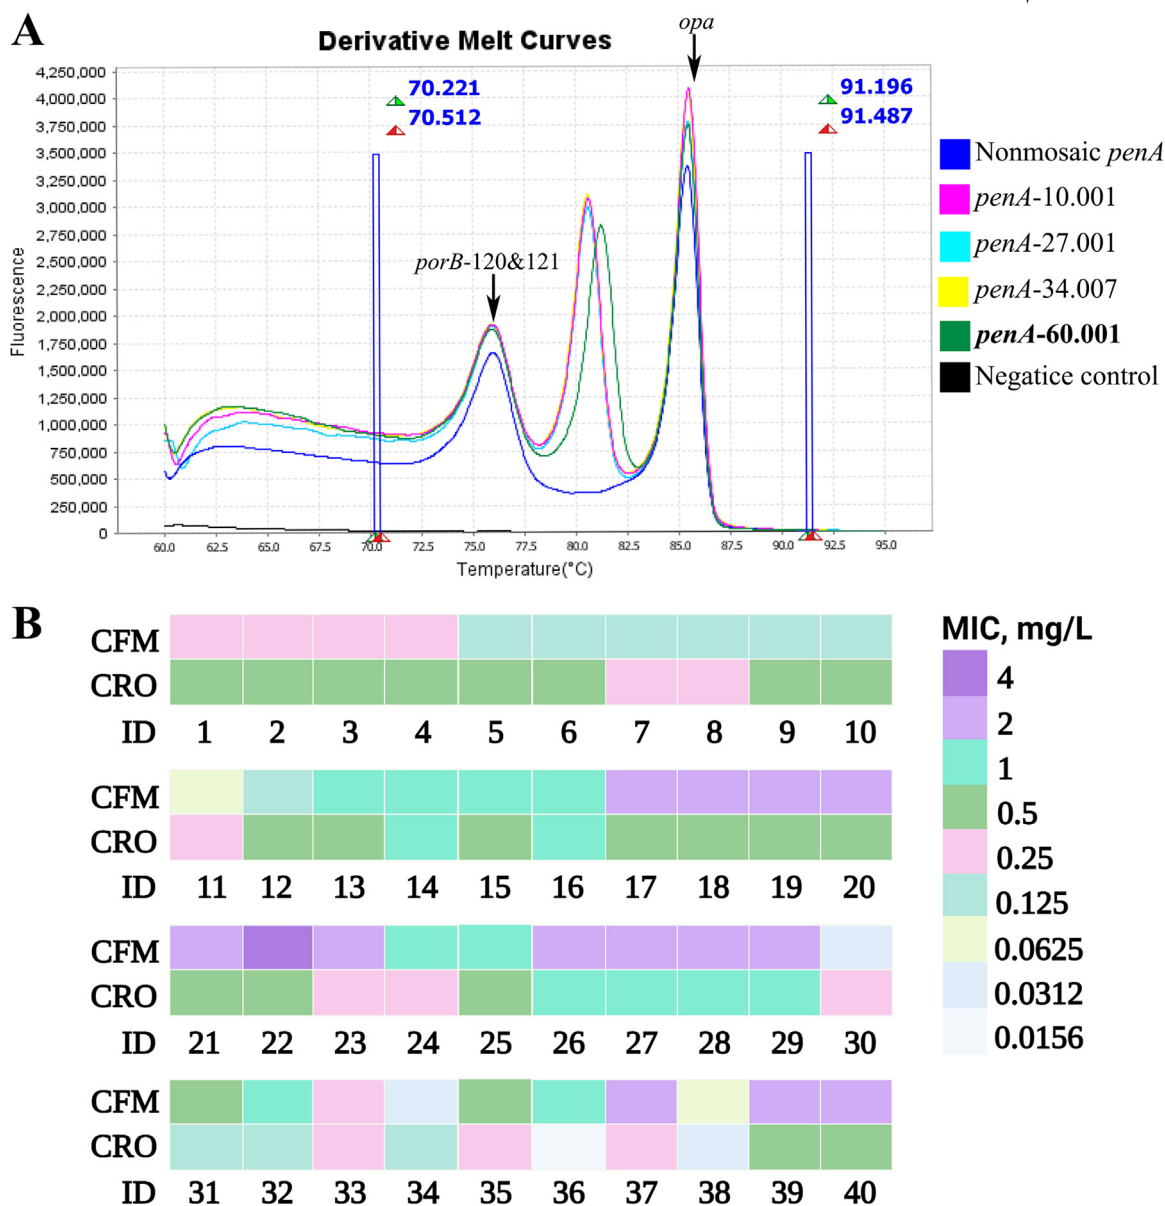 A
Derivative Melt Curves
opa
4,250,000
4,000,000
3,750,000
3,500,000
3,250,000
3,000,000
2,750,000
2,500,000
2,250,000
2,000,000
1,750,000
1,500,000
1,250,000
1,000,000
750,000
500,000
250,000
0
Fluorescence
70.221
70.512
91.196
91.487
porB-120&121
60.0 62.5 65.0 67.5 70.0 72.5 75.0 77.5 80.0 82.5 85.0 87.5 90.0 92.5 95.0
Temperature(°C)
Nonmosaic penA
penA-10.001
penA-27.001
penA-34.007
penA-60.001
Negatice control
B
CFM
CRO
ID 1 2 3 4 5 6 7 8 9 10
CFM
CRO
ID 11 12 13 14 15 16 17 18 19 20
CFM
CRO
ID 21 22 23 24 25 26 27 28 29 30
CFM
CRO
ID 31 32 33 34 35 36 37 38 39 40
MIC, mg/L
4
2
1
0.5
0.25
0.125
0.0625
0.0312
0.0156